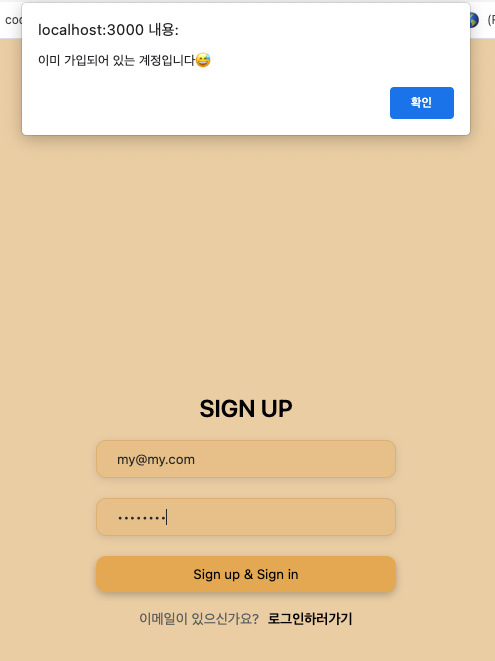 localhost:3000 내용:
이미 가입되어 있는 계정입니다😅
확인
SIGN UP
my@my.com
••••••••
Sign up & Sign in
이메일이 있으신가요? 로그인하러가기